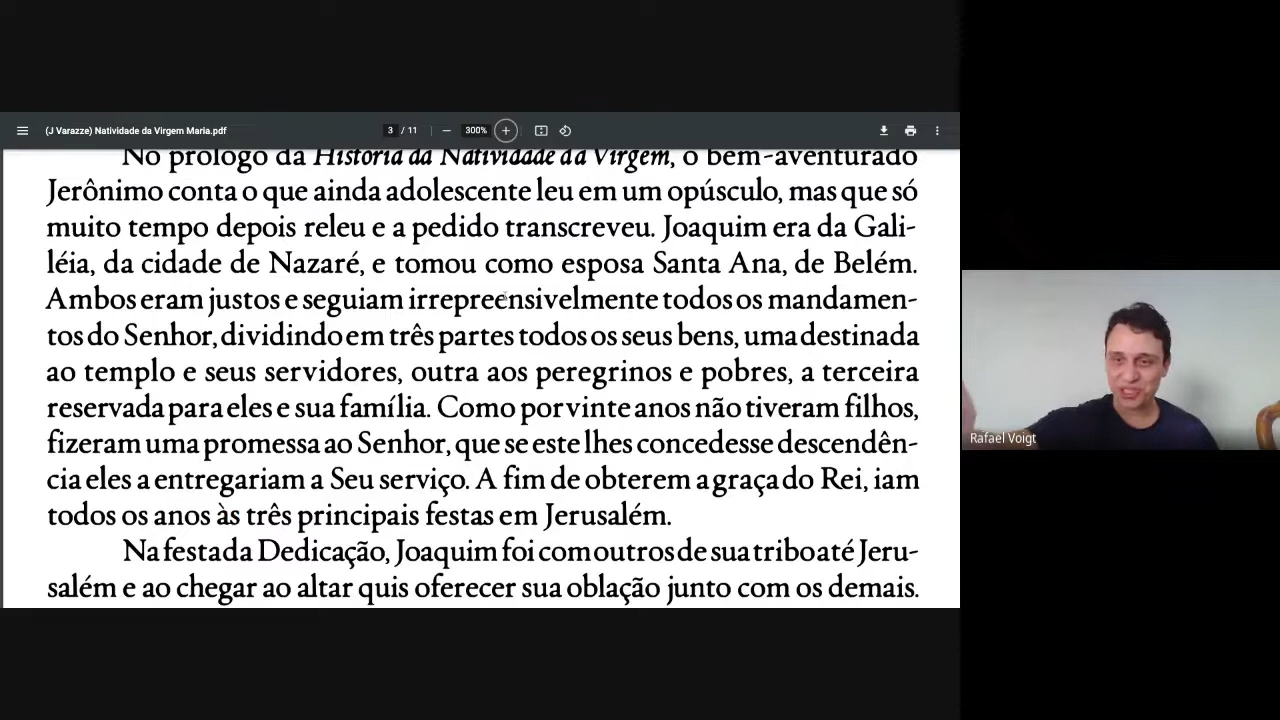 (J Varazze) Natividade da Virgem Maria.pdf
3 / 11
300%
No prólogo da História da Natividade da Virgem, o bem-aventurado
Jerônimo conta o que ainda adolescente leu em um opúsculo, mas que só
muito tempo depois releu e a pedido transcreveu. Joaquim era da Gali-
léia, da cidade de Nazaré, e tomou como esposa Santa Ana, de Belém.
Ambos eram justos e seguiam irrepreensivelmente todos os mandamen-
tos do Senhor, dividindo em três partes todos os seus bens, uma destinada
ao templo e seus servidores, outra aos peregrinos e pobres, a terceira
reservada para eles e sua família. Como por vinte anos não tiveram filhos,
fizeram uma promessa ao Senhor, que se este lhes concedesse descendên-
cia eles a entregariam a Seu serviço. A fim de obterem a graça do Rei, iam
todos os anos às três principais festas em Jerusalém.
Na festa da Dedicação, Joaquim foi com outros de sua tribo até Jeru-
salém e ao chegar ao altar quis oferecer sua oblação junto com os demais.
Rafael Voigt